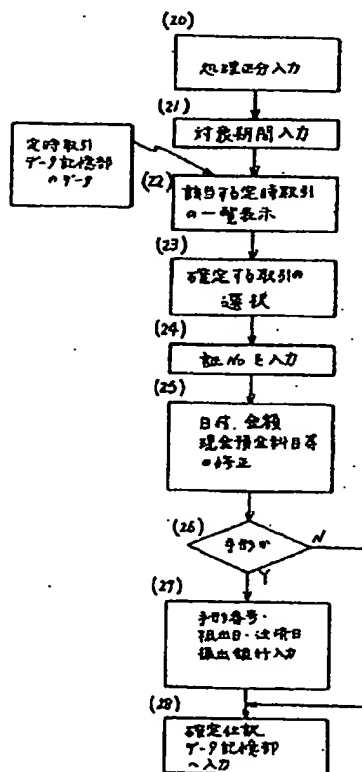 (20)
処理区分入力
(21)
対象期間入力
定時取引
データ記憶部
のデータ
(22)
該当する定時取引
の一覧表示
(23)
確定する取引の
選択
(24)
証Noを入力
(25)
日付、金額
現金預金科目等
の修正
(26)
手形か
N
Y
(27)
手形番号・
振出日・決済日
振出銀行入力
(28)
確定仕訳
データ記憶部
へ入力